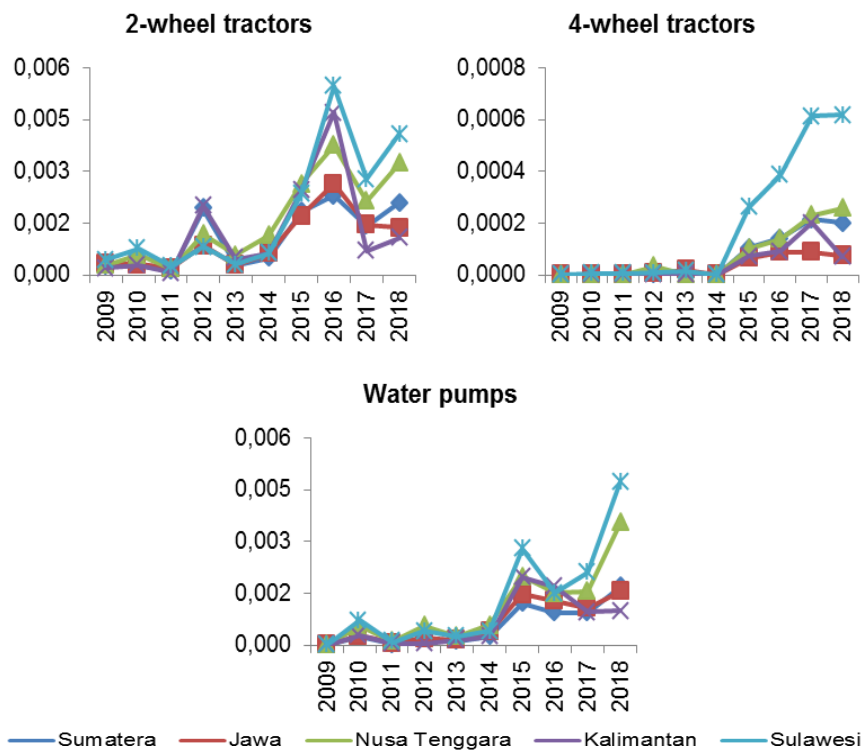 2-wheel tractors
0,006
0,005
0,003
0,002
0,000
2009 2010 2011 2012 2013 2014 2015 2016 2017 2018
4-wheel tractors
0,0008
0,0006
0,0004
0,0002
0,0000
2009 2010 2011 2012 2013 2014 2015 2016 2017 2018
Water pumps
0,006
0,005
0,003
0,002
0,000
2009 2010 2011 2012 2013 2014 2015 2016 2017 2018
Sumatera Jawa Nusa Tenggara Kalimantan Sulawesi